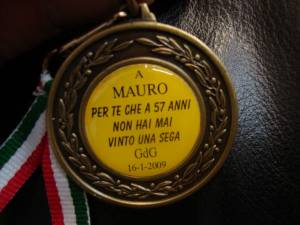 A
MAURO
PER TE CHE A 57 ANNI
NON HAI MAI
VINTO UNA SEGA
GdG
16-1-2009